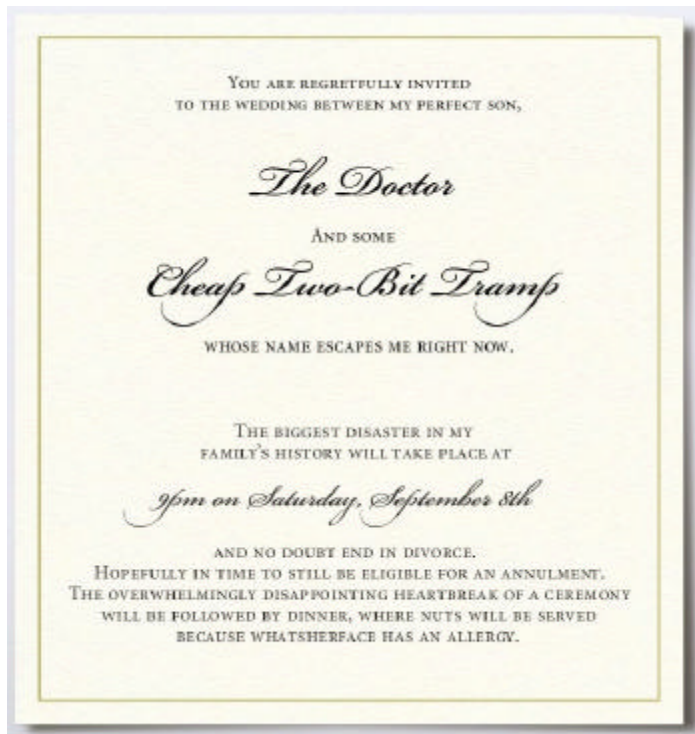 You are regretfully invited
to the wedding between my perfect son,
The Doctor
And some
Cheap Two-Bit Tramp
whose name escapes me right now.
The biggest disaster in my
family's history will take place at
9pm on Saturday, September 8th
and no doubt end in divorce.
Hopefully in time to still be eligible for an annulment.
The overwhelmingly disappointing heartbreak of a ceremony
will be followed by dinner, where nuts will be served
because whatsherface has an allergy.